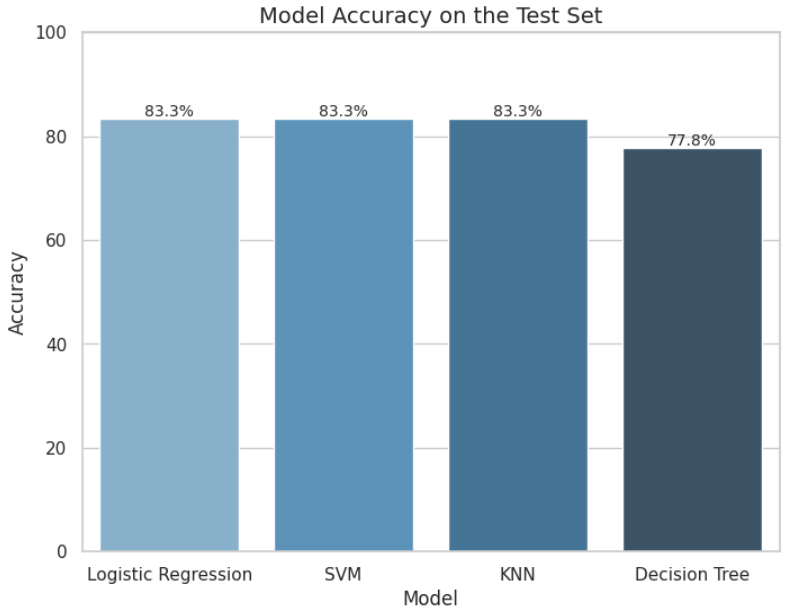 Model Accuracy on the Test Set
100
80
60
40
20
0
Accuracy
83.3%
83.3%
83.3%
77.8%
Logistic Regression
SVM
KNN
Decision Tree
Model